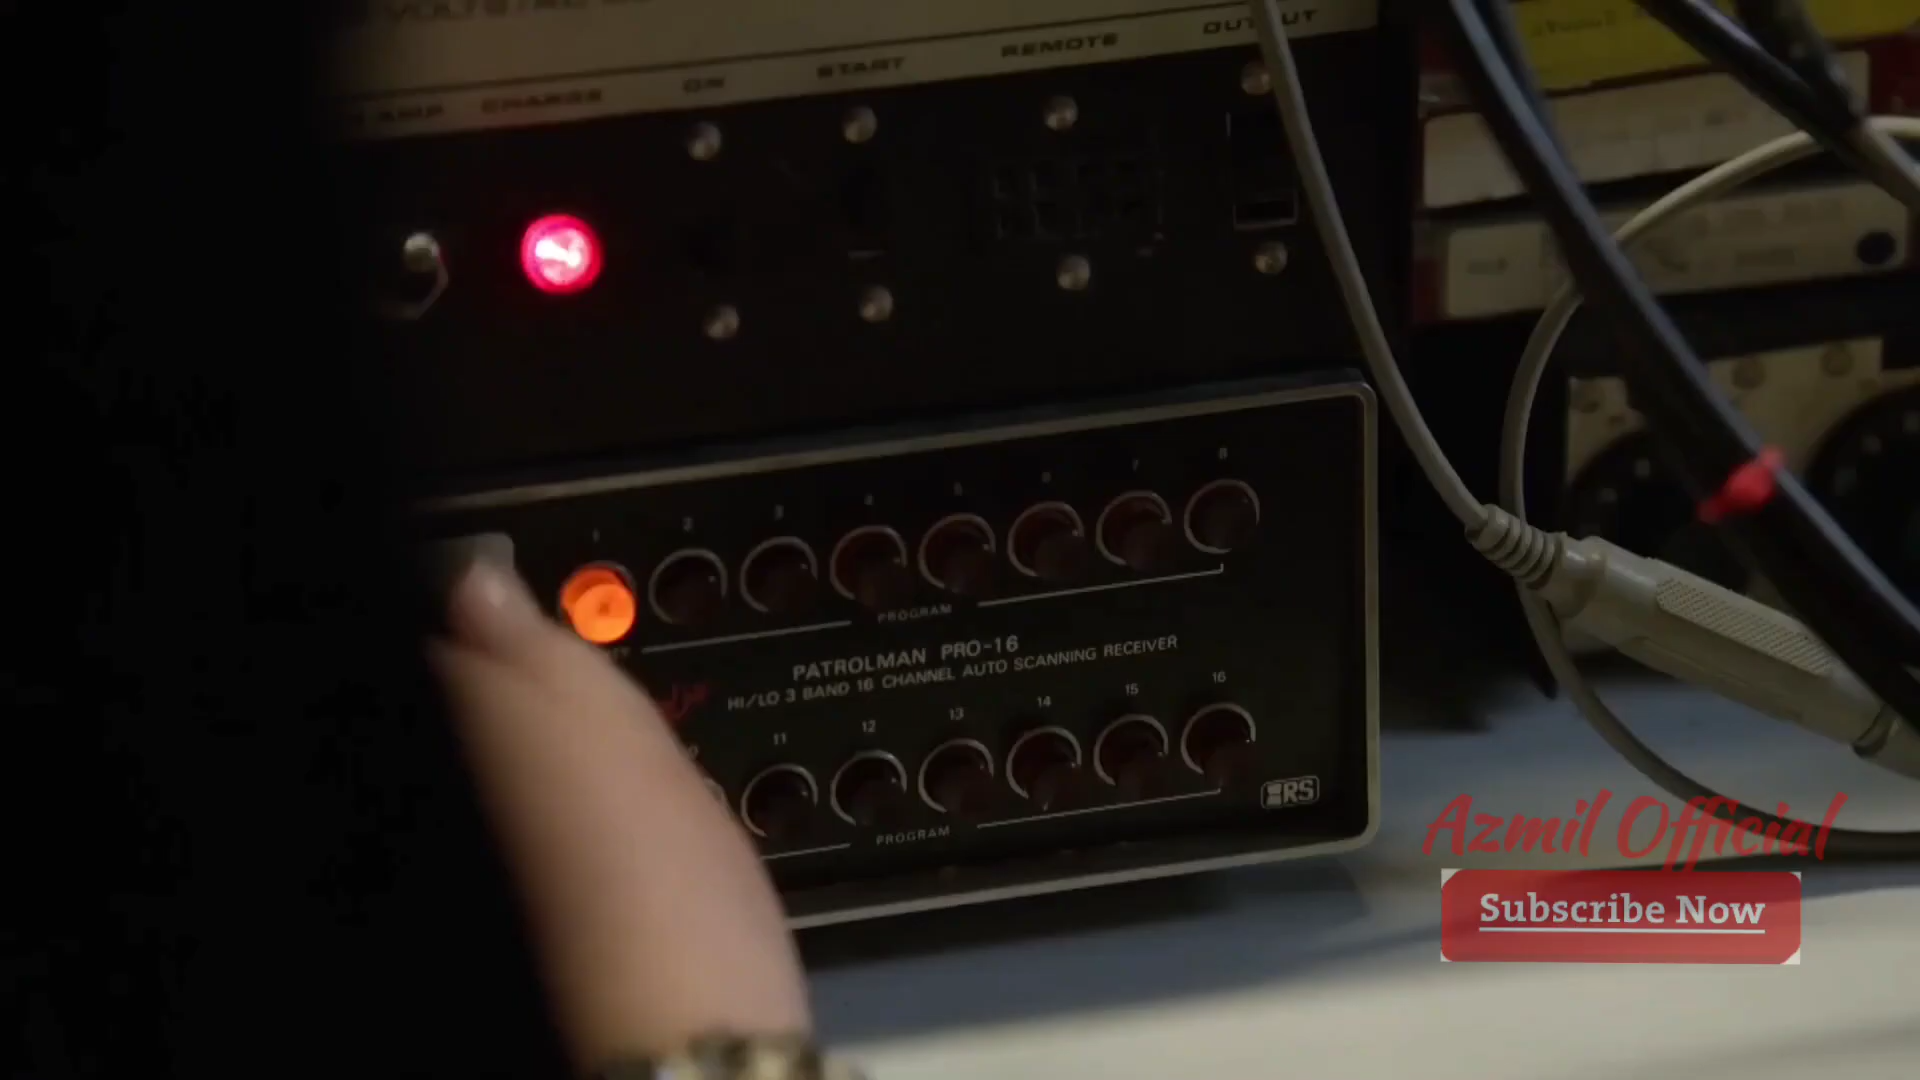 CHARGE
ON
START
REMOTE
OUTPUT
1 2 3 4 5 6 7 8
PROGRAM
PATROLMAN PRO-16
HI/LO 3 BAND 16 CHANNEL AUTO SCANNING RECEIVER
11 12 13 14 15 16
PROGRAM
RS
Azmil Official
Subscribe Now